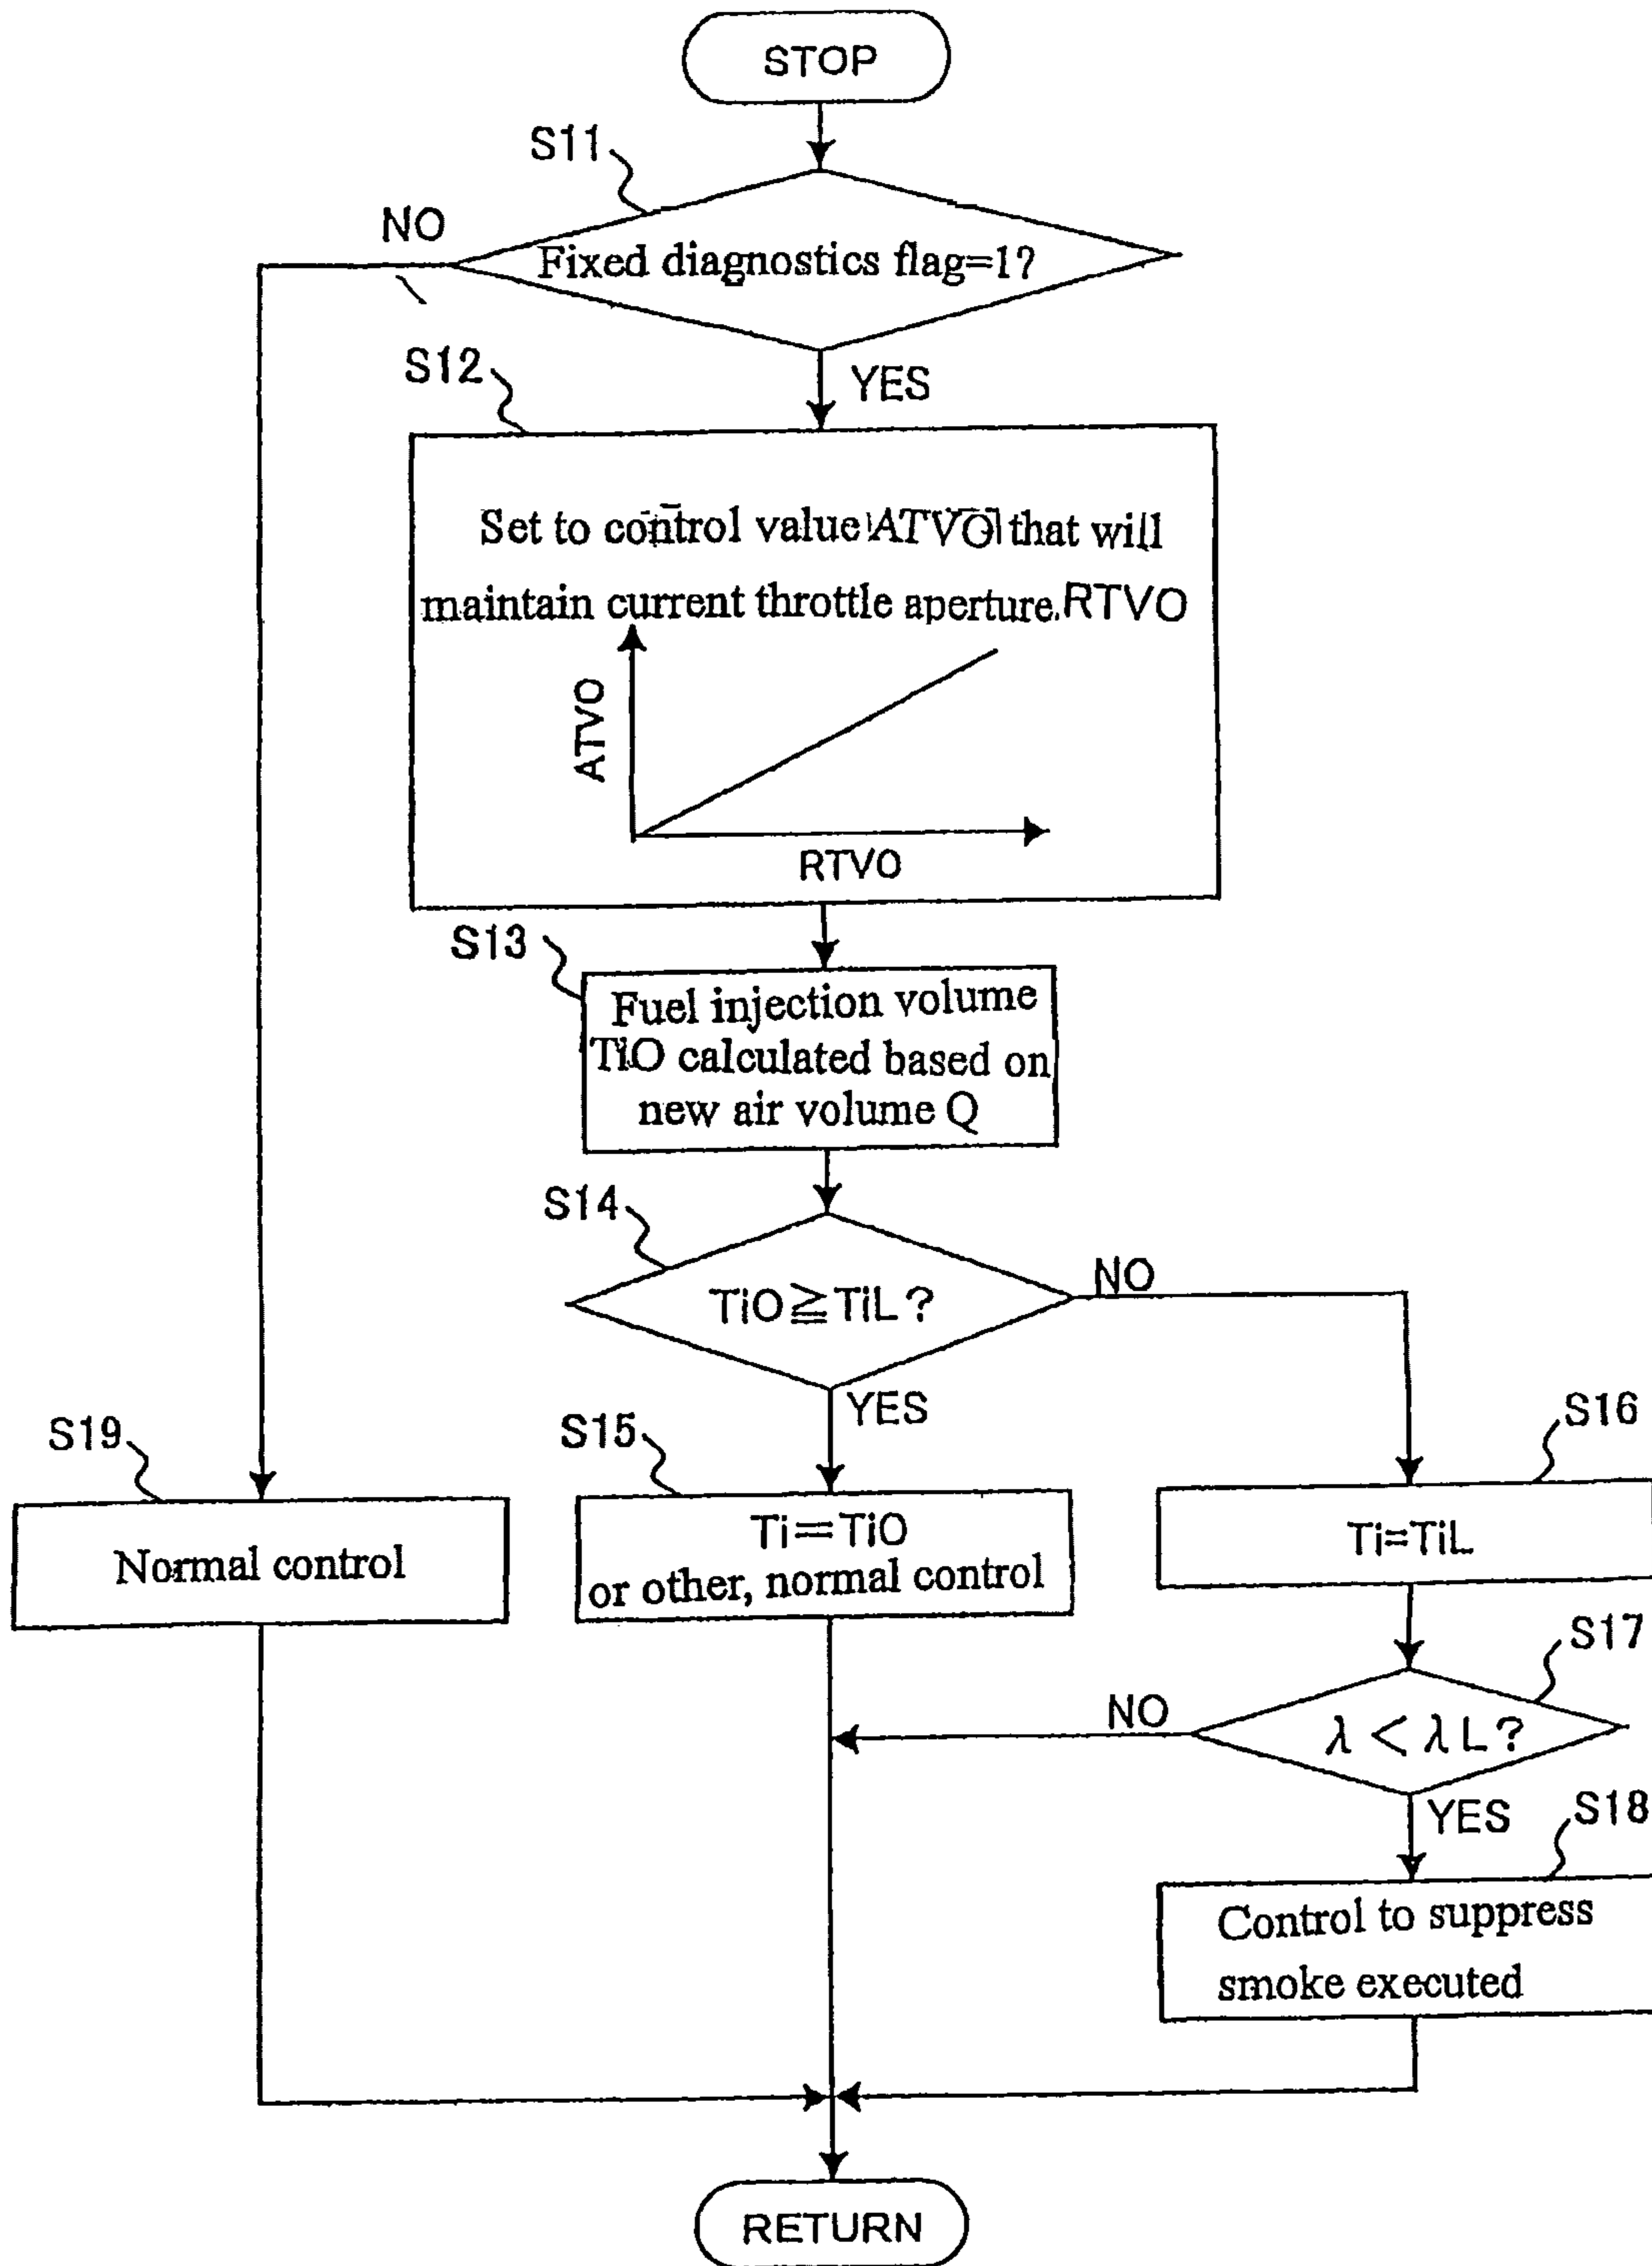 STOP
S11
NO
Fixed diagnostics flag=1?
S12
YES
Set to control value ATVO that will
maintain current throttle aperture.RTVO
ATVO
RTVO
S13
Fuel injection volume
TiO calculated based on
new air volume Q
S14
NO
TiO≧TiL?
YES
S19
S15
S16
Normal control
Ti=TiO
or other, normal control
Ti=TiL
S17
NO
λ<λL?
YES
S18
Control to suppress
smoke executed
RETURN